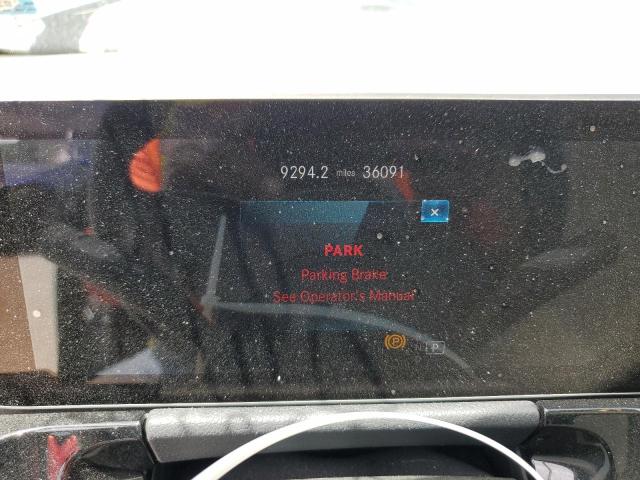 9294.2 miles 36091
PARK
Parking Brake
See Operator's Manual
P P